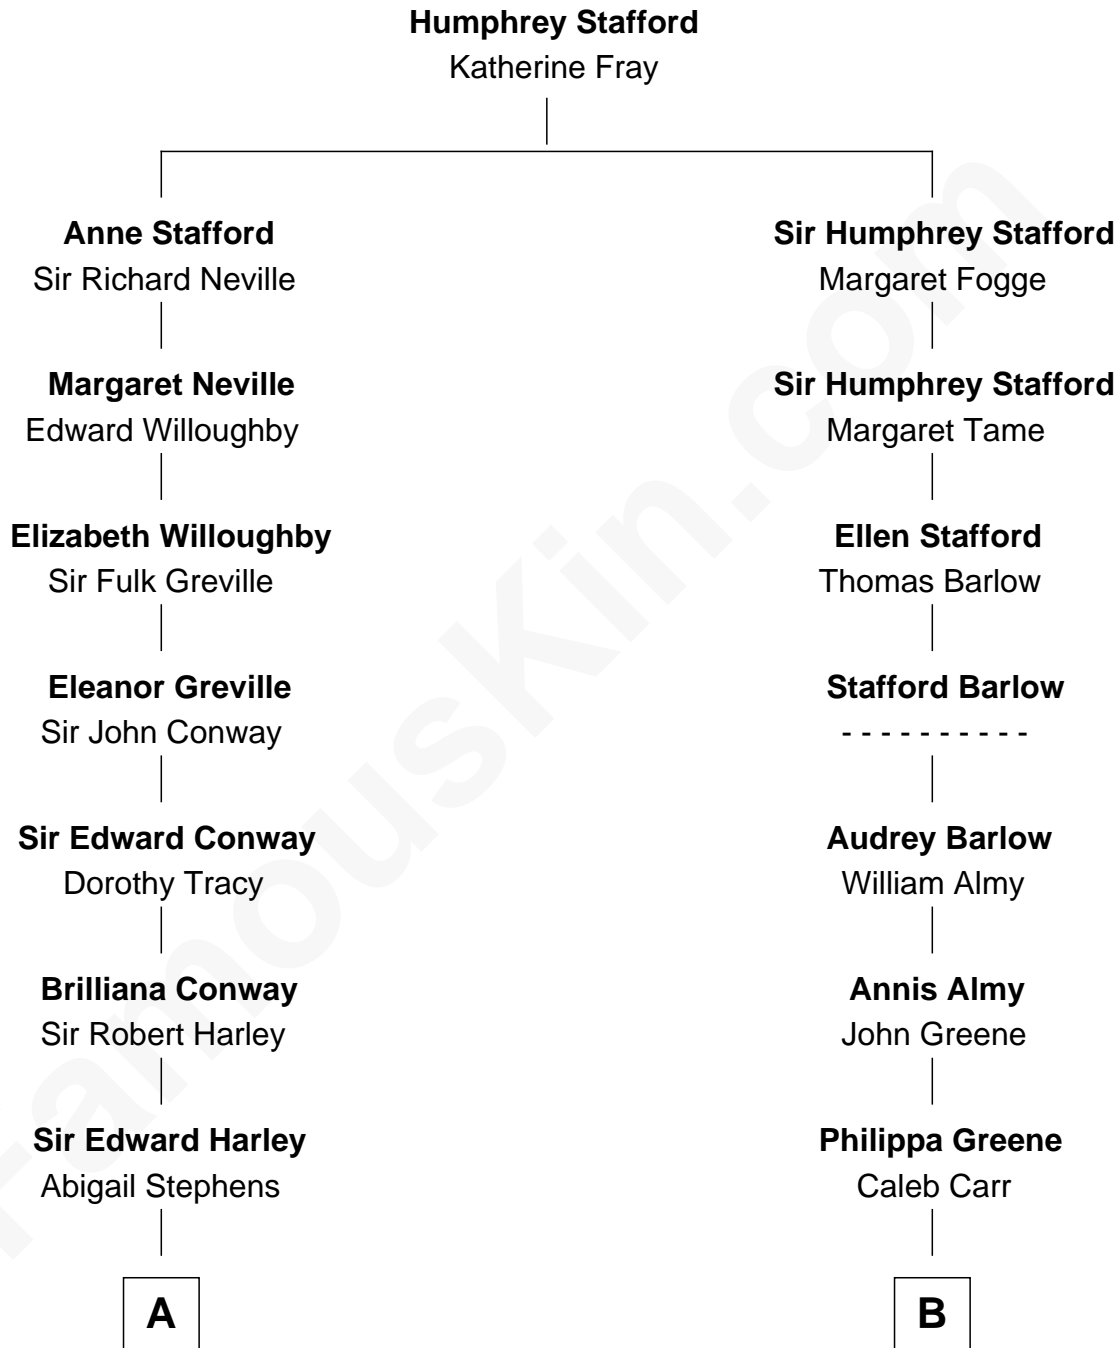 Humphrey Stafford
Katherine Fray
Anne Stafford
Sir Richard Neville
Margaret Neville
Edward Willoughby
Elizabeth Willoughby
Sir Fulk Greville
Eleanor Greville
Sir John Conway
Sir Edward Conway
Dorothy Tracy
Brilliana Conway
Sir Robert Harley
Sir Edward Harley
Abigail Stephens
A
Sir Humphrey Stafford
Margaret Fogge
Sir Humphrey Stafford
Margaret Tame
Ellen Stafford
Thomas Barlow
Stafford Barlow
- - - - - - - - - -
Audrey Barlow
William Almy
Annis Almy
John Greene
Philippa Greene
Caleb Carr
B
FamousKin.com